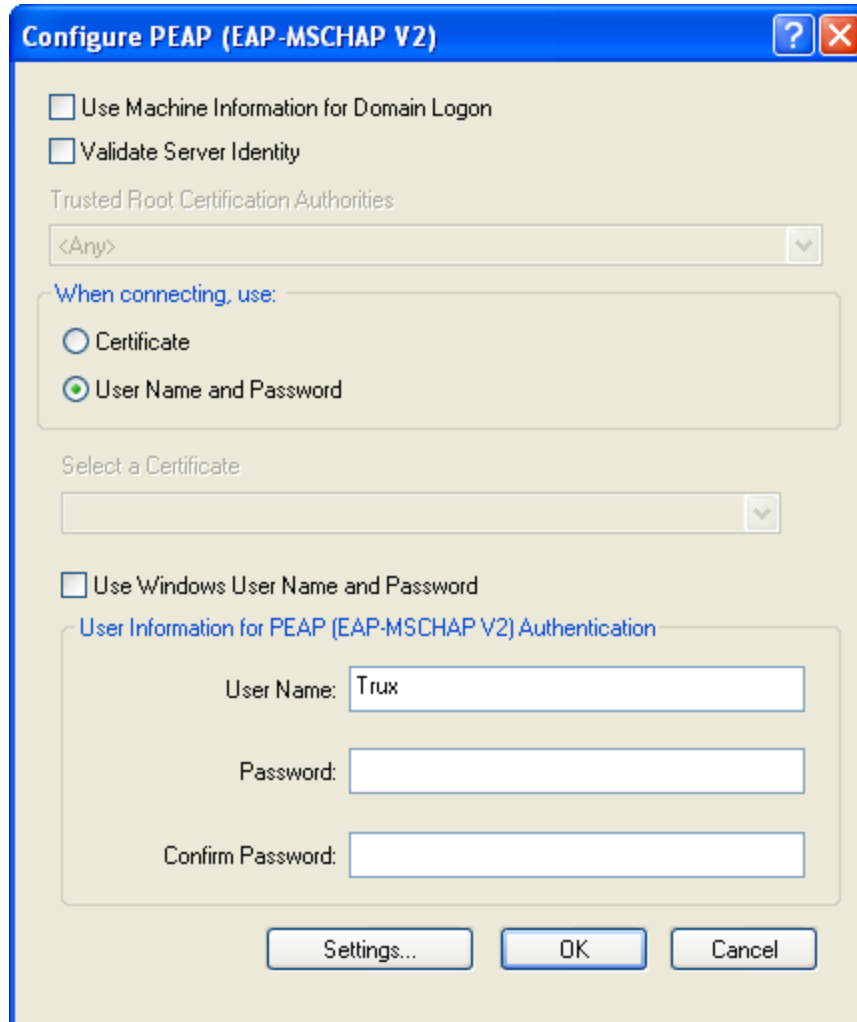 Configure PEAP (EAP-MSCHAP V2)
Use Machine Information for Domain Logon
Validate Server Identity
Trusted Root Certification Authorities
<Any>
When connecting, use:
Certificate
User Name and Password
Select a Certificate
Use Windows User Name and Password
User Information for PEAP (EAP-MSCHAP V2) Authentication
User Name: Trux
Password:
Confirm Password:
Settings... OK Cancel